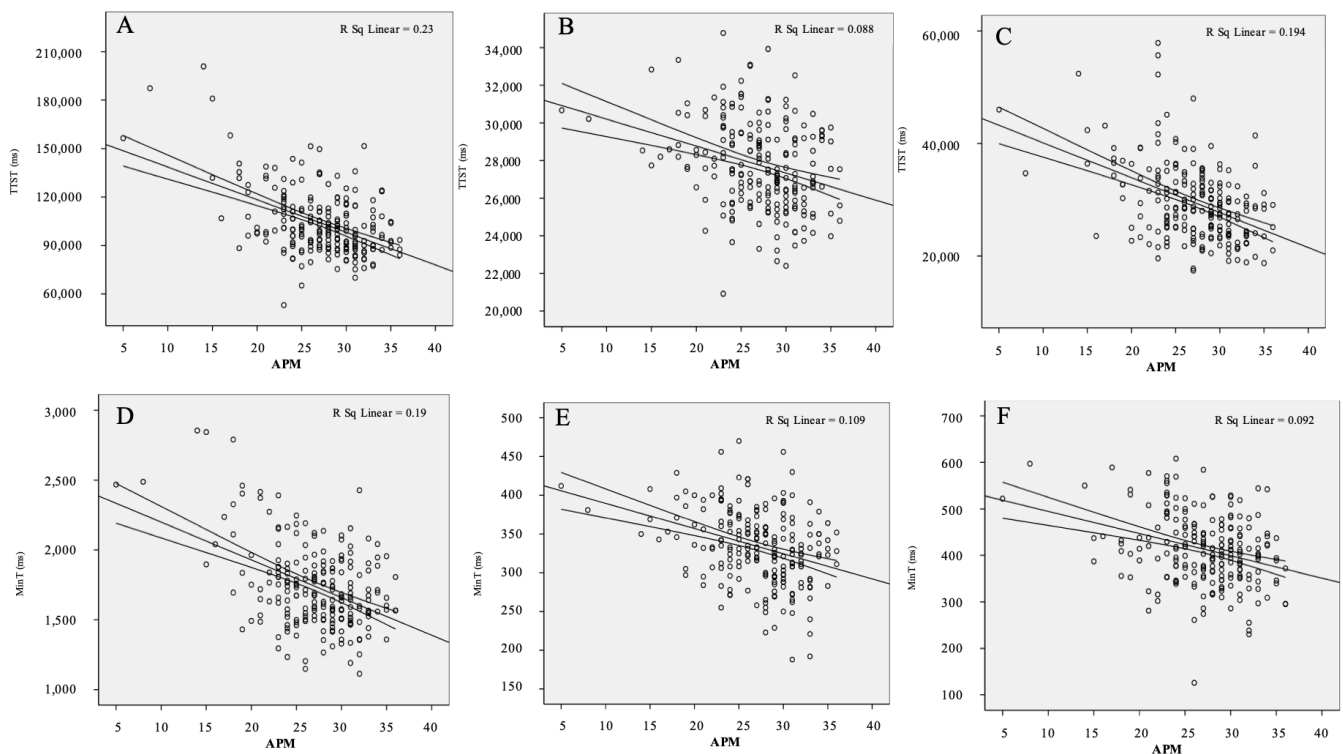 A
R Sq Linear = 0.23
210,000
180,000
150,000
120,000
90,000
60,000
TTST (ms)
5 10 15 20 25 30 35 40
APM
B
R Sq Linear = 0.088
34,000
32,000
30,000
28,000
26,000
24,000
22,000
20,000
TTST (ms)
5 10 15 20 25 30 35 40
APM
C
R Sq Linear = 0.194
60,000
40,000
20,000
TTST (ms)
5 10 15 20 25 30 35 40
APM
D
R Sq Linear = 0.19
3,000
2,500
2,000
1,500
1,000
MinT (ms)
5 10 15 20 25 30 35 40
APM
E
R Sq Linear = 0.109
500
450
400
350
300
250
200
150
MinT (ms)
5 10 15 20 25 30 35 40
APM
F
R Sq Linear = 0.092
700
600
500
400
300
200
100
MinT (ms)
5 10 15 20 25 30 35 40
APM